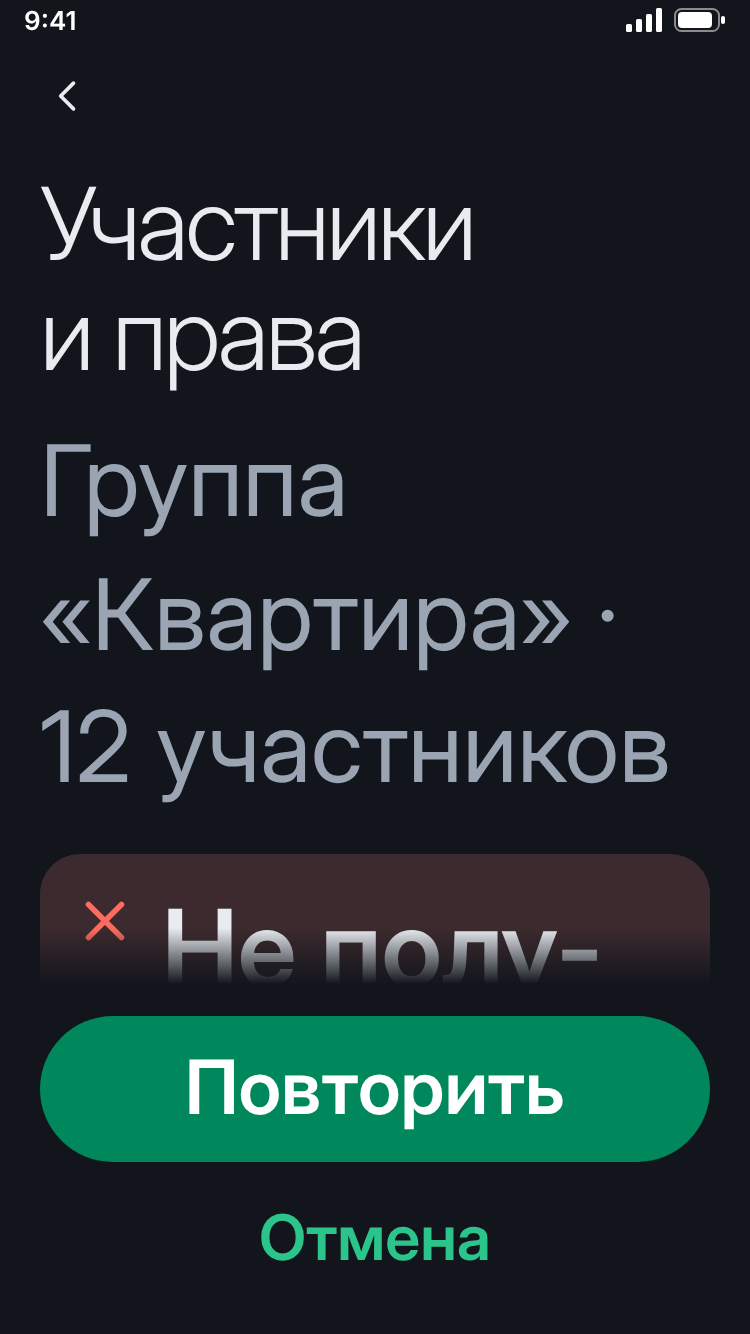 9:41
Участники
и права
Группа
«Квартира» ·
12 участников
Не полу-
Повторить
Отмена